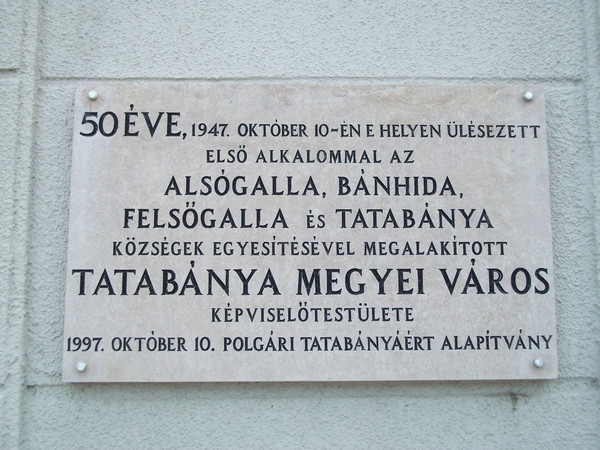 50 ÉVE, 1947. OKTÓBER 10-ÉN E HELYEN ÜLÉSEZETT
ELSŐ ALKALOMMAL AZ
ALSÓGALLA, BÁNHIDA,
FELSŐGALLA ÉS TATABÁNYA
KÖZSÉGEK EGYESÍTÉSÉVEL MEGALAKÍTOTT
TATABÁNYA MEGYEI VÁROS
KÉPVISELŐTESTÜLETE
1997. OKTÓBER 10. POLGÁRI TATABÁNYÁÉRT ALAPÍTVÁNY